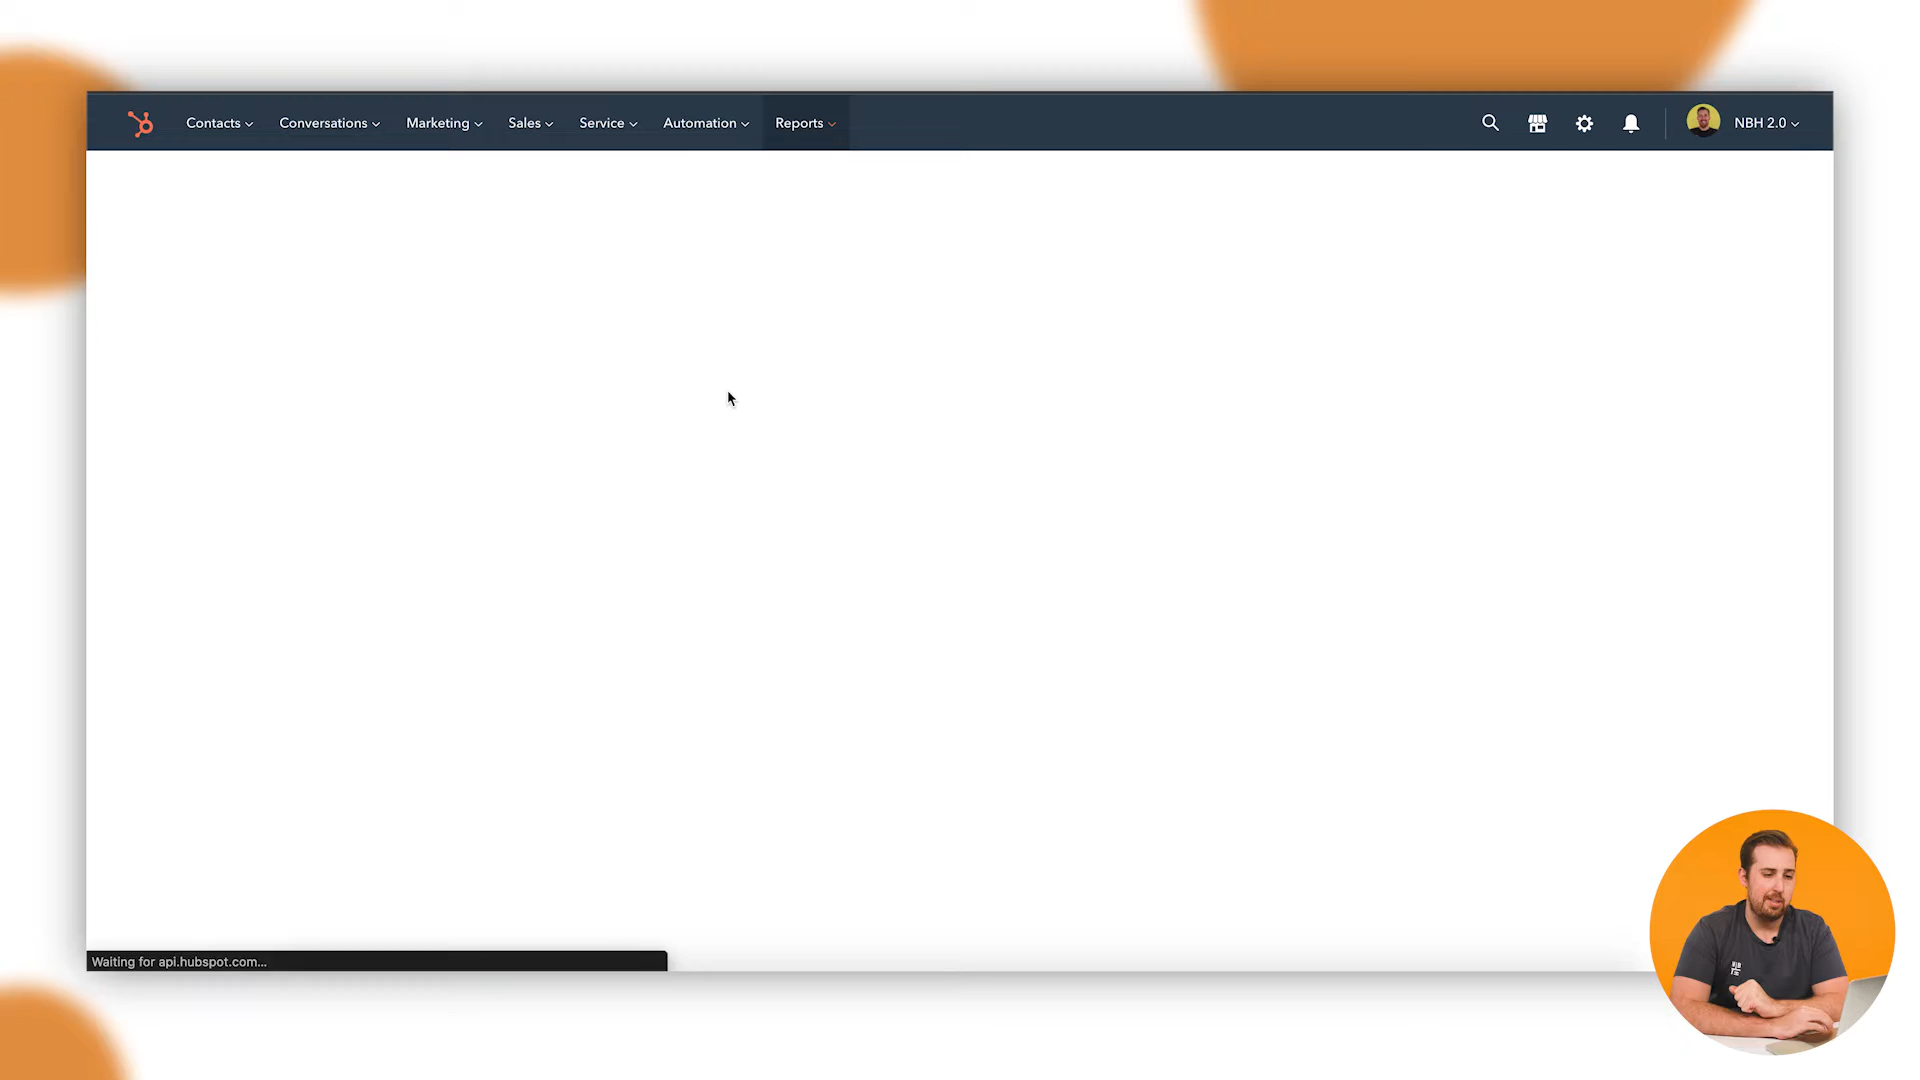 Contacts Conversations Marketing Sales Service Automation Reports NBH 2.0
Waiting for api.hubspot.com...